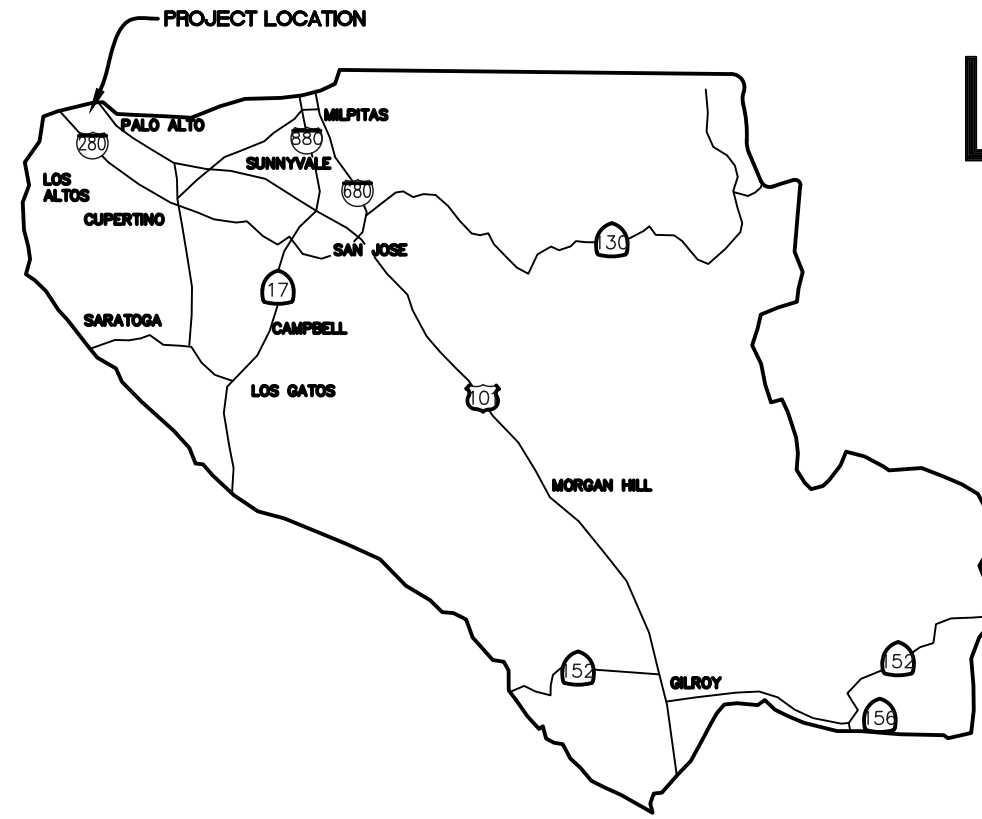 PROJECT LOCATION
MILPITAS
PALO ALTO
280
880
SUNNYVALE
LOS
ALTOS
680
CUPERTINO
130
SAN JOSE
17
SARATOGA
CAMPBELL
LOS GATOS
101
MORGAN HILL
152
152
GILROY
156